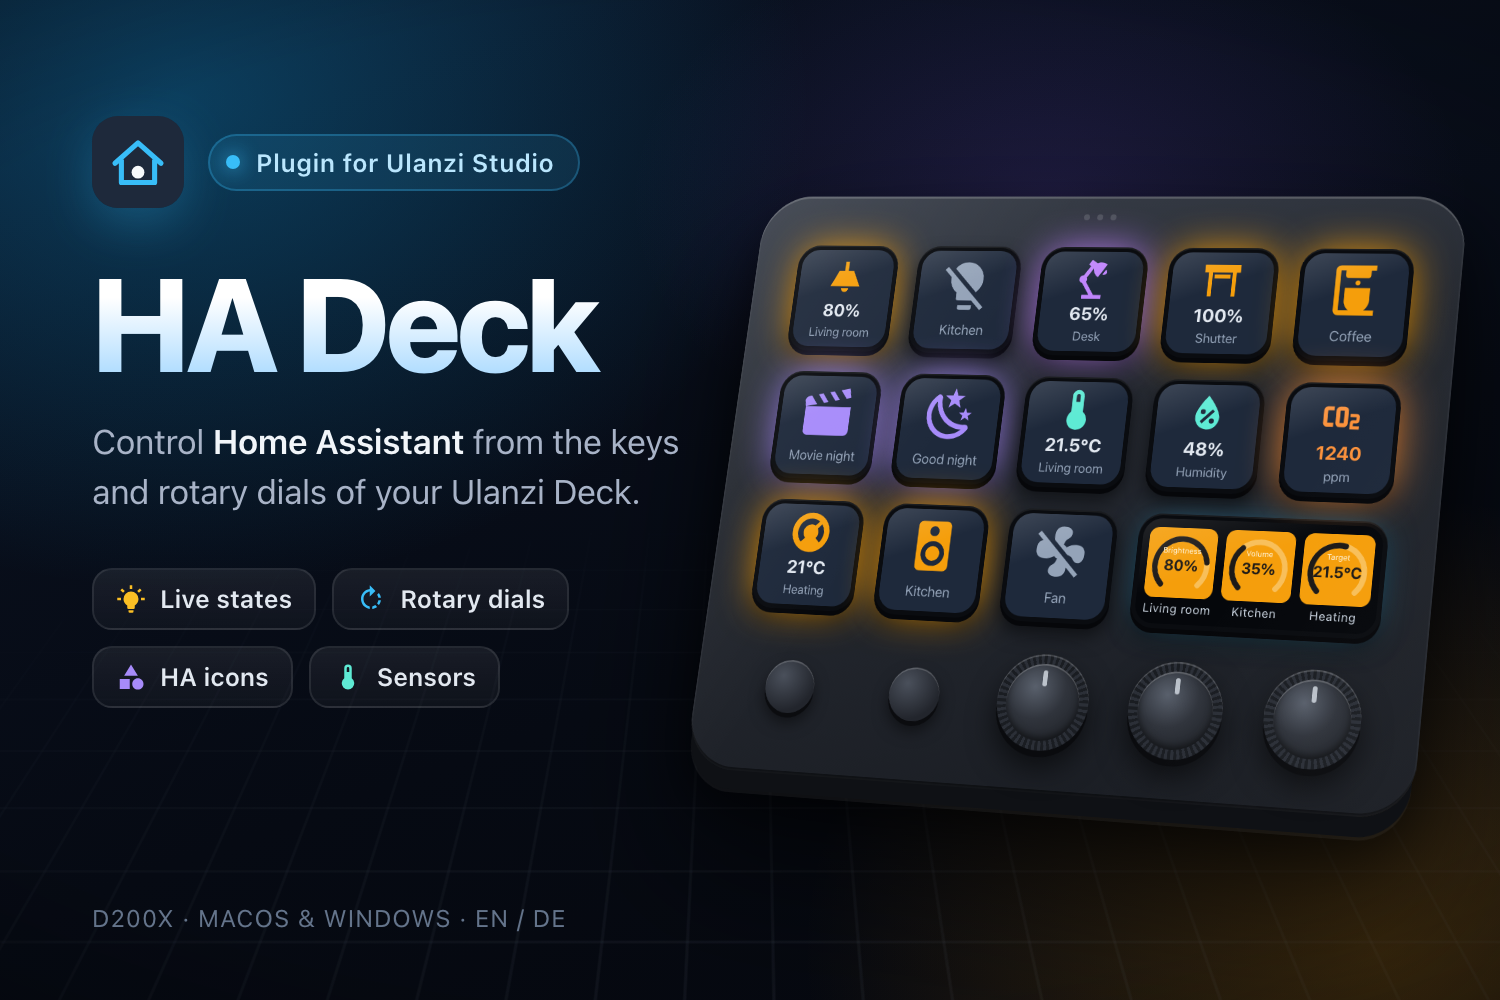 Plugin for Ulanzi Studio
HA Deck
Control Home Assistant from the keys
and rotary dials of your Ulanzi Deck.
Live states
Rotary dials
HA icons
Sensors
D200X · MACOS & WINDOWS · EN / DE
80%
Living room
Kitchen
65%
Desk
100%
Shutter
Coffee
Movie night
Good night
21.5°C
Living room
48%
Humidity
CO2
1240
ppm
21°C
Heating
Kitchen
Fan
Brightness
80%
Living room
Volume
35%
Kitchen
Target
21.5°C
Heating